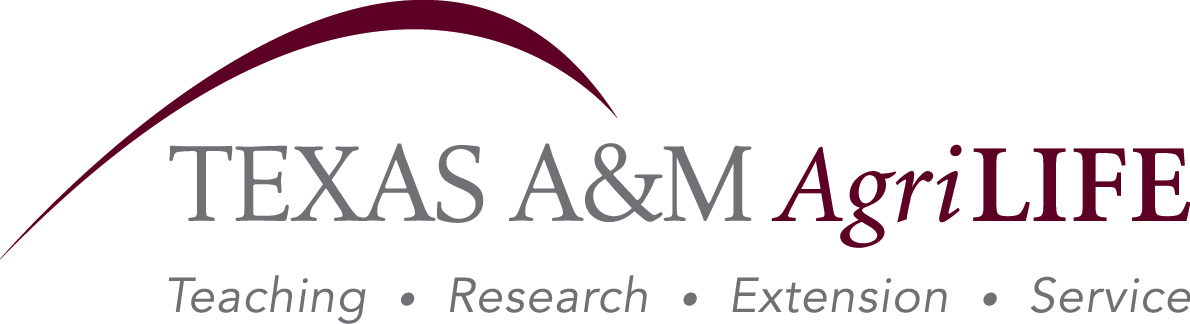 TEXAS A&M AgriLIFE
Teaching • Research • Extension • Service